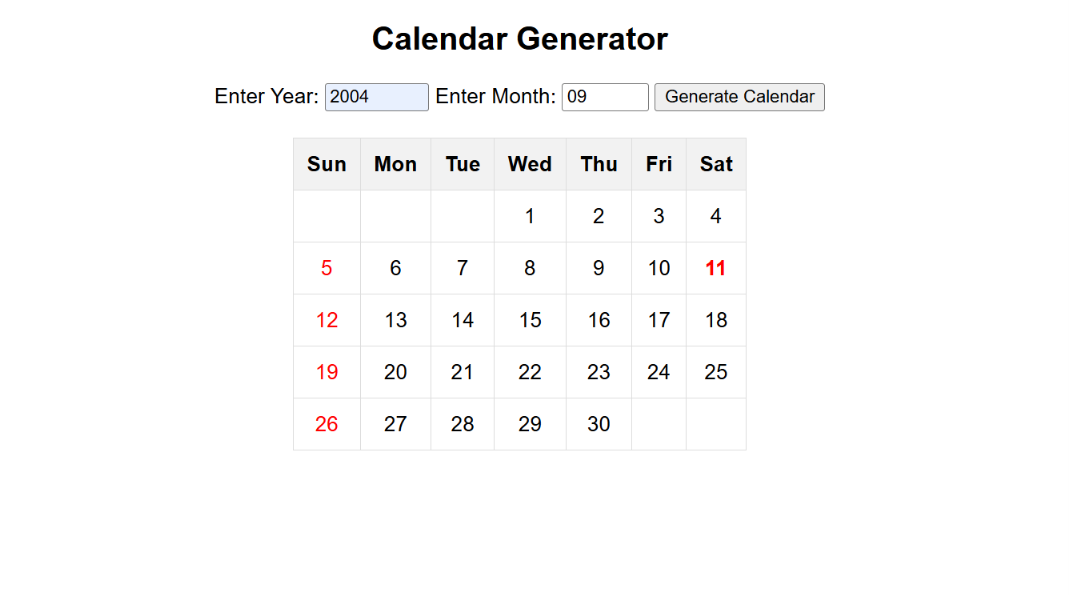 Calendar Generator
Enter Year: 2004 Enter Month: 09 Generate Calendar
Sun Mon Tue Wed Thu Fri Sat
1 2 3 4
5 6 7 8 9 10 11
12 13 14 15 16 17 18
19 20 21 22 23 24 25
26 27 28 29 30